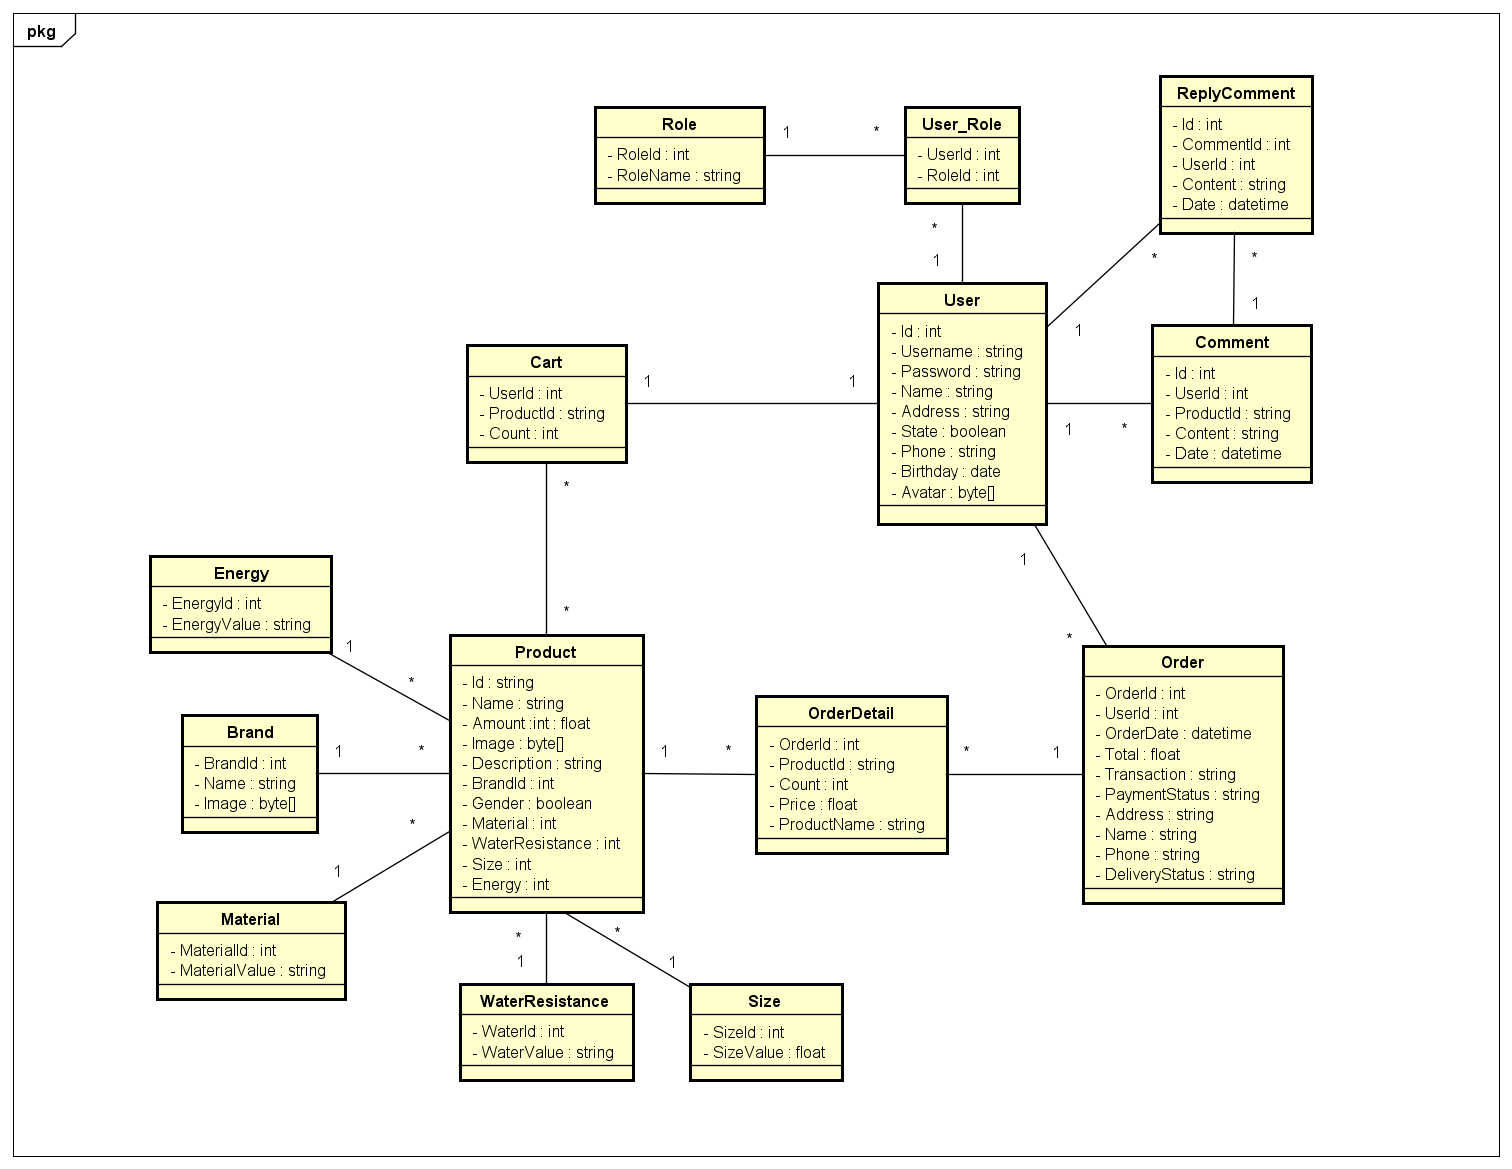 pkg
Role
- RoleId : int
- RoleName : string
1
*
User_Role
- UserId : int
- RoleId : int
ReplyComment
- Id : int
- CommentId : int
- UserId : int
- Content : string
- Date : datetime
*
1
*
1
*
1
User
- Id : int
- Username : string
- Password : string
- Name : string
- Address : string
- State : boolean
- Phone : string
- Birthday : date
- Avatar : byte[]
Comment
- Id : int
- UserId : int
- ProductId : string
- Content : string
- Date : datetime
1
*
Cart
- UserId : int
- ProductId : string
- Count : int
1
1
*
*
1
*
Energy
- EnergyId : int
- EnergyValue : string
1
*
Brand
- BrandId : int
- Name : string
- Image : byte[]
1
*
Material
- MaterialId : int
- MaterialValue : string
*
1
Product
- Id : string
- Name : string
- Amount :int : float
- Image : byte[]
- Description : string
- BrandId : int
- Gender : boolean
- Material : int
- WaterResistance : int
- Size : int
- Energy : int
1
*
OrderDetail
- OrderId : int
- ProductId : string
- Count : int
- Price : float
- ProductName : string
*
1
Order
- OrderId : int
- UserId : int
- OrderDate : datetime
- Total : float
- Transaction : string
- PaymentStatus : string
- Address : string
- Name : string
- Phone : string
- DeliveryStatus : string
*
1
*
1
WaterResistance
- WaterId : int
- WaterValue : string
Size
- SizeId : int
- SizeValue : float